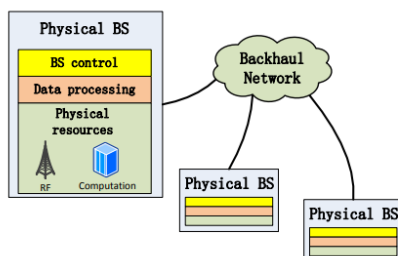 Physical BS
BS control
Data processing
Physical
resources
RF
Computation
Backhaul
Network
Physical BS
Physical BS